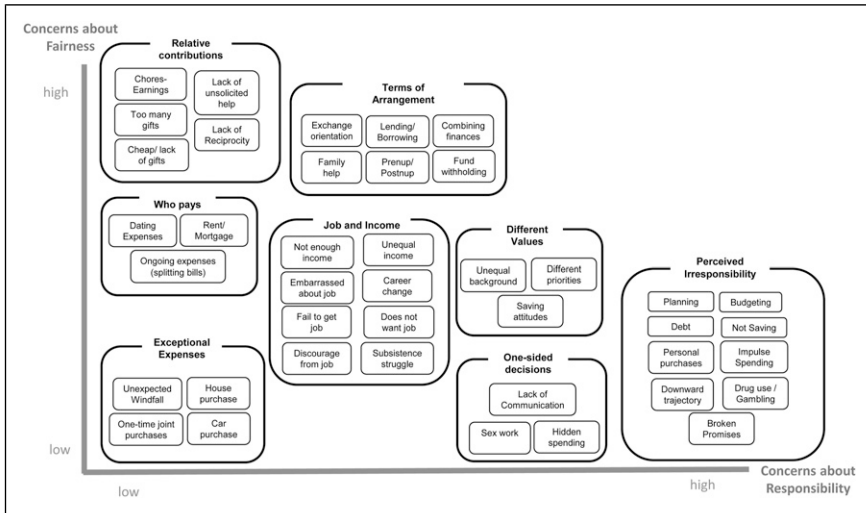 Concerns about
Fairness
high
low
Relative
contributions
Chores-
Earnings
Lack of
unsolicited
help
Too many
gifts
Lack of
Reciprocity
Cheap/ lack
of gifts
Terms of
Arrangement
Exchange
orientation
Lending/
Borrowing
Combining
finances
Family
help
Prenup/
Postnup
Fund
withholding
Who pays
Dating
Expenses
Rent/
Mortgage
Ongoing expenses
(splitting bills)
Job and Income
Not enough
income
Unequal
income
Embarrassed
about job
Career
change
Fail to get
job
Does not
want job
Discourage
from job
Subsistence
struggle
Different
Values
Unequal
background
Different
priorities
Saving
attitudes
Perceived
Irresponsibility
Planning
Budgeting
Debt
Not Saving
Personal
purchases
Impulse
Spending
Downward
trajectory
Drug use /
Gambling
Broken
Promises
Exceptional
Expenses
Unexpected
Windfall
House
purchase
One-time joint
purchases
Car
purchase
One-sided
decisions
Lack of
Communication
Sex work
Hidden
spending
low
high
Concerns about
Responsibility